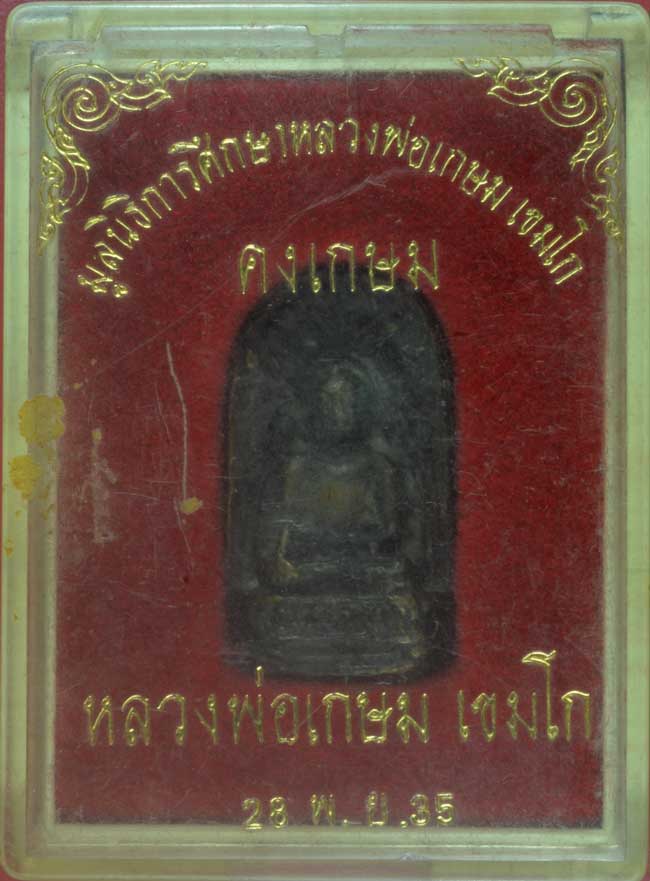 มูลนิธิการศึกษาหลวงพ่อเกษม เขมโก
คงเกษม
หลวงพ่อเกษม เขมโก
28 พ.ย.35